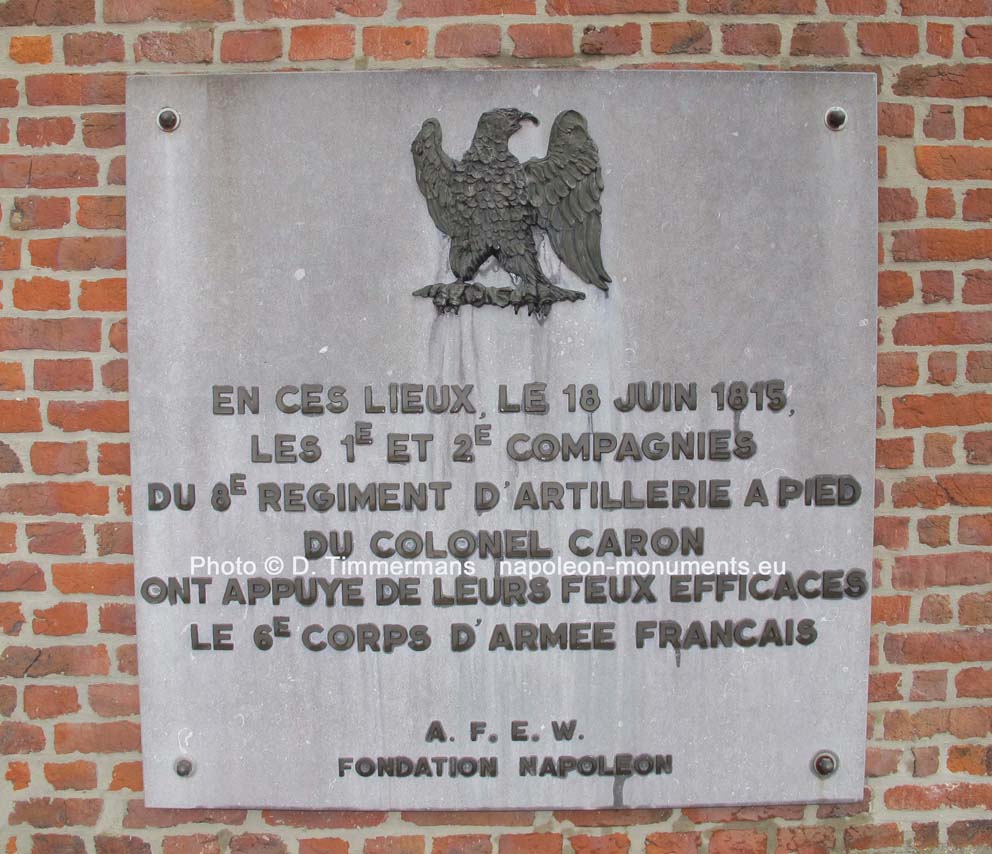 EN CES LIEUX, LE 18 JUIN 1815,
LES 1E ET 2E COMPAGNIES
DU 8E REGIMENT D'ARTILLERIE A PIED
DU COLONEL CARON
Photo © D. Timmermans napoleon-monuments.eu
ONT APPUYE DE LEURS FEUX EFFICACES
LE 6E CORPS D'ARMEE FRANCAIS
A. F. E. W.
FONDATION NAPOLEON